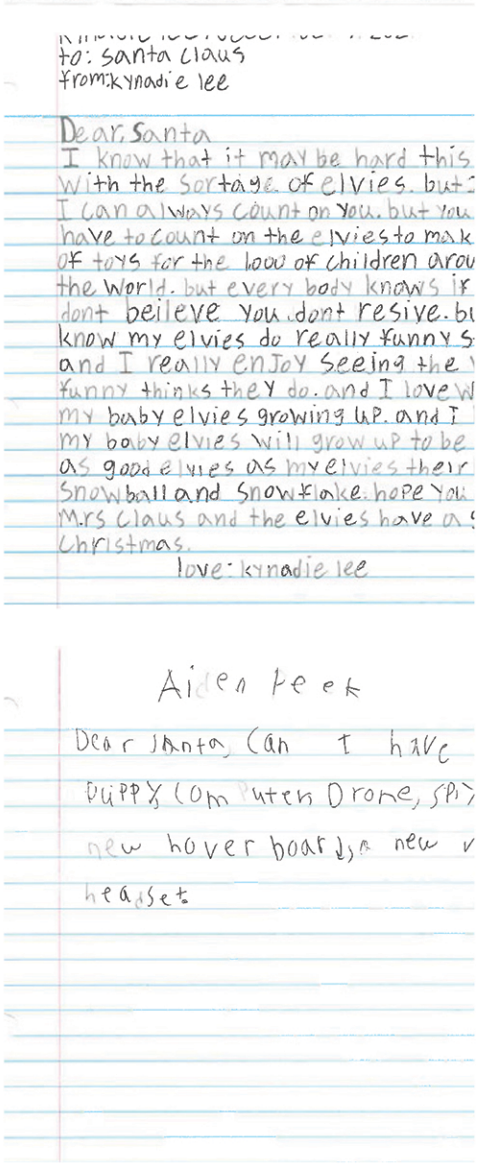 to: santa claus
from: kynadie lee
Dear, Santa
I know that it may be hard this
with the sortage of elvies. but
I can always count on you. but you
have to count on the elvies to mak
of toys for the of children arou
the world. but every body knows if
dont beileve you dont resive. bu
know my elvies do really funny s
and I really enjoy seeing the
funny thinks they do. and I love w
my baby elvies growing up. and I
my baby elvies will grow up to be
as good elvies as my elvies their
snowball and snowflake. hope you
Mrs Claus and the elvies have a
christmas.
love: kynadie lee
Aiden Peek
Dear santa, Can I have
puppy computer Drone, spy
new hover board, a new v
headset